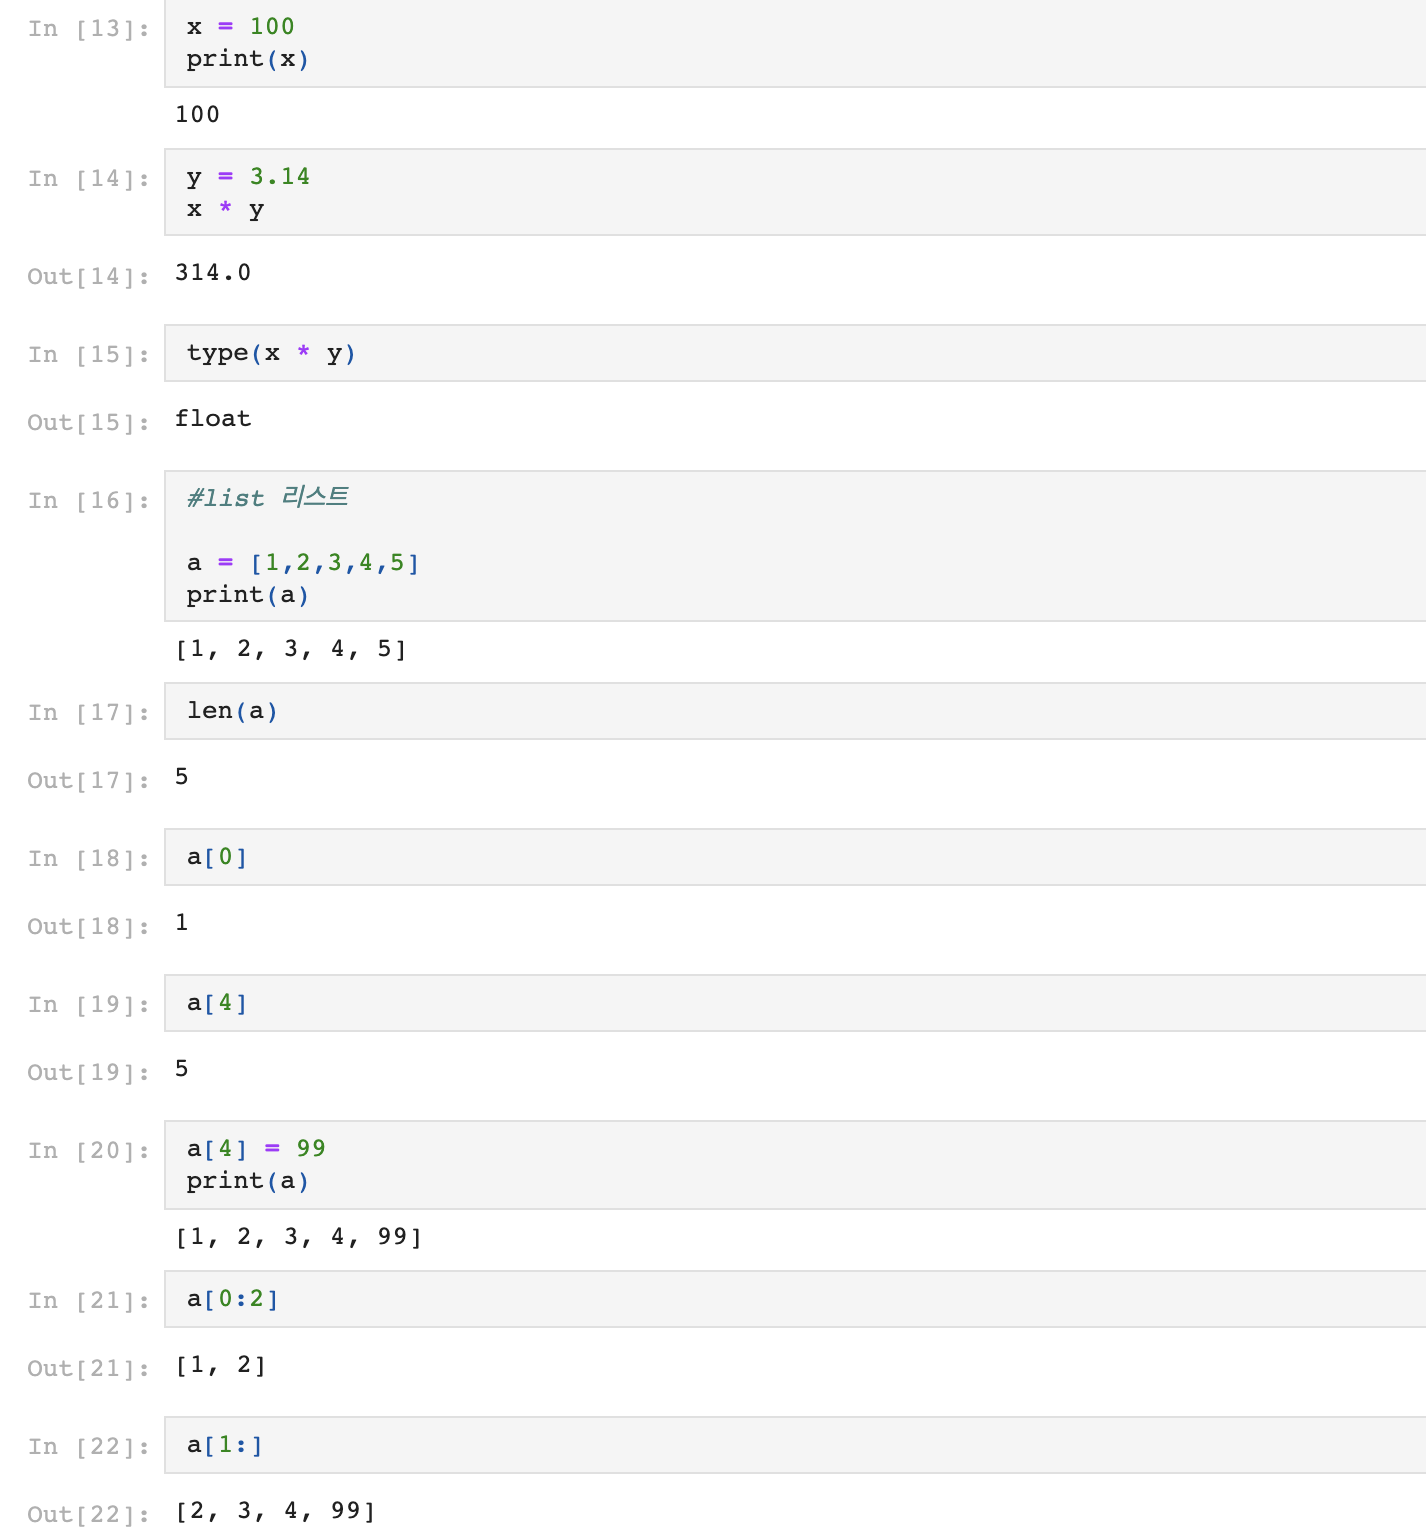 In [13]: x = 100
print(x)
100
In [14]: y = 3.14
x * y
Out[14]: 314.0
In [15]: type(x * y)
Out[15]: float
In [16]: #list 리스트
a = [1,2,3,4,5]
print(a)
[1, 2, 3, 4, 5]
In [17]: len(a)
Out[17]: 5
In [18]: a[0]
Out[18]: 1
In [19]: a[4]
Out[19]: 5
In [20]: a[4] = 99
print(a)
[1, 2, 3, 4, 99]
In [21]: a[0:2]
Out[21]: [1, 2]
In [22]: a[1:]
Out[22]: [2, 3, 4, 99]